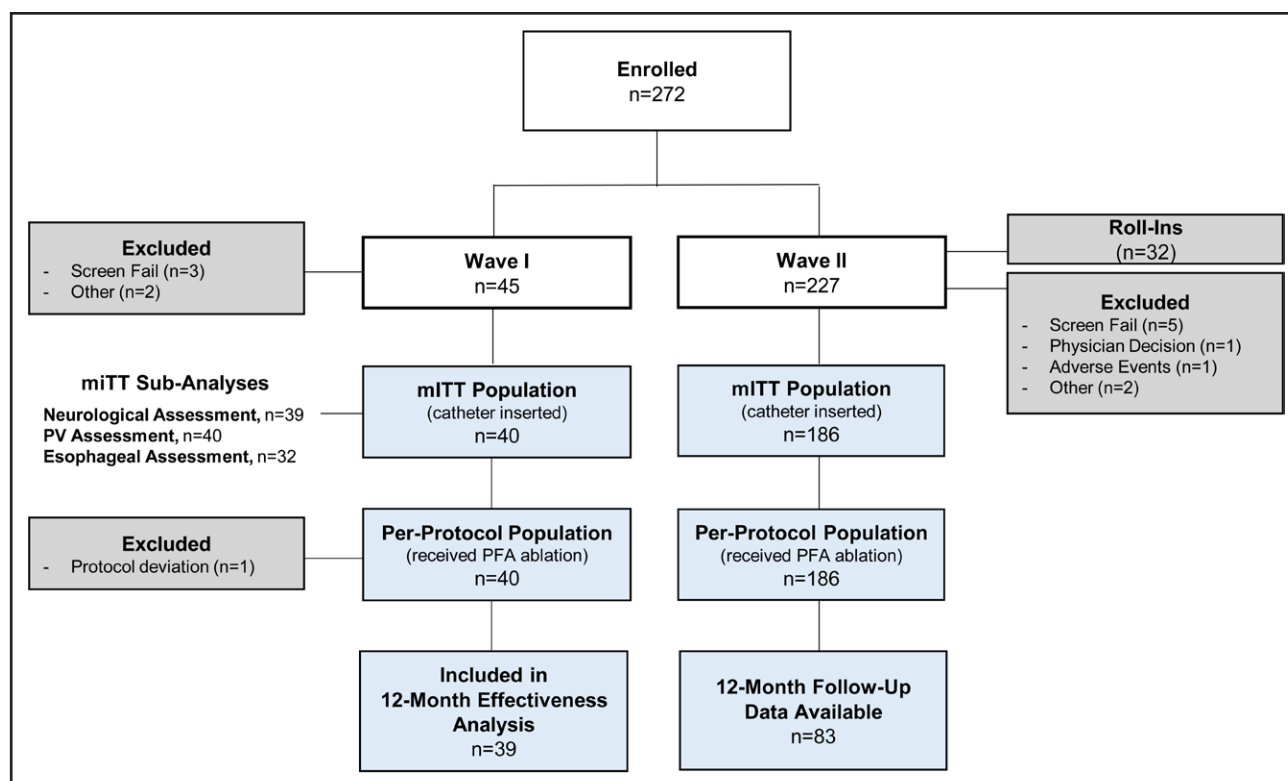 Enrolled
n=272
Excluded
- Screen Fail (n=3)
- Other (n=2)
Wave I
n=45
Wave II
n=227
Roll-Ins
(n=32)
Excluded
- Screen Fail (n=5)
- Physician Decision (n=1)
- Adverse Events (n=1)
- Other (n=2)
miTT Sub-Analyses
Neurological Assessment, n=39
PV Assessment, n=40
Esophageal Assessment, n=32
mITT Population
(catheter inserted)
n=40
mITT Population
(catheter inserted)
n=186
Excluded
- Protocol deviation (n=1)
Per-Protocol Population
(received PFA ablation)
n=40
Per-Protocol Population
(received PFA ablation)
n=186
Included in
12-Month Effectiveness
Analysis
n=39
12-Month Follow-Up
Data Available
n=83